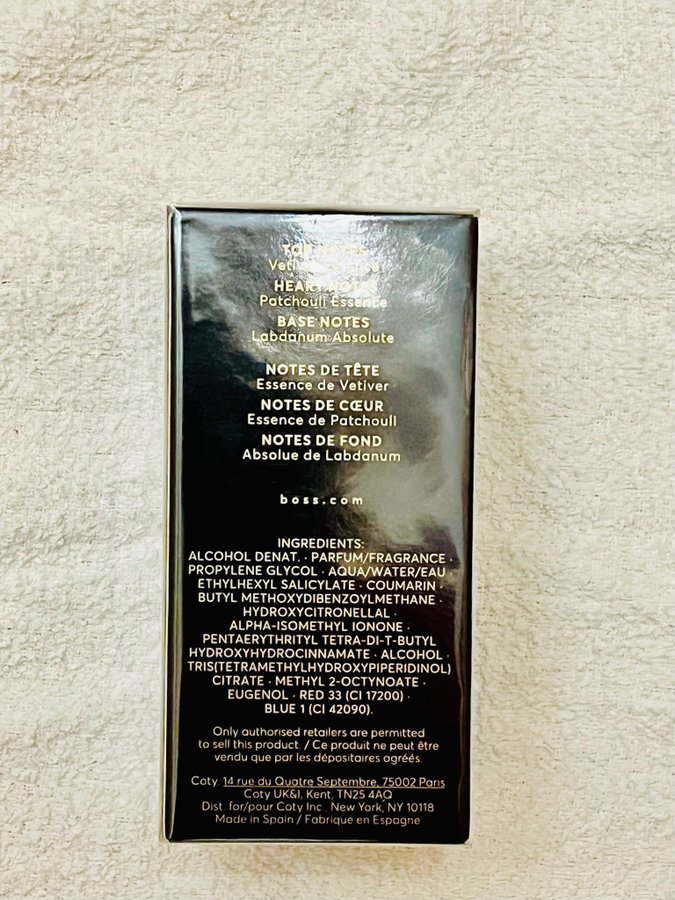 TOP NOTES
Vetiver Essence
HEART NOTES
Patchouli Essence
BASE NOTES
Labdanum Absolute
NOTES DE TÊTE
Essence de Vetiver
NOTES DE CŒUR
Essence de Patchouli
NOTES DE FOND
Absolue de Labdanum
boss.com
INGREDIENTS:
ALCOHOL DENAT. · PARFUM/FRAGRANCE ·
PROPYLENE GLYCOL · AQUA/WATER/EAU ·
ETHYLHEXYL SALICYLATE · COUMARIN ·
BUTYL METHOXYDIBENZOYLMETHANE ·
HYDROXYCITRONELLAL ·
ALPHA-ISOMETHYL IONONE ·
PENTAERYTHRITYL TETRA-DI-T-BUTYL
HYDROXYHYDROCINNAMATE · ALCOHOL ·
TRIS(TETRAMETHYLHYDROXYPIPERIDINOL)
CITRATE · METHYL 2-OCTYNOATE ·
EUGENOL · RED 33 (CI 17200) ·
BLUE 1 (CI 42090).
Only authorised retailers are permitted
to sell this product. / Ce produit ne peut être
vendu que par les dépositaires agréés.
Coty. 14 rue du Quatre Septembre, 75002 Paris
Coty UK&I, Kent, TN25 4AQ
Dist. for/pour Coty Inc., New York, NY 10118
Made in Spain / Fabriqué en Espagne